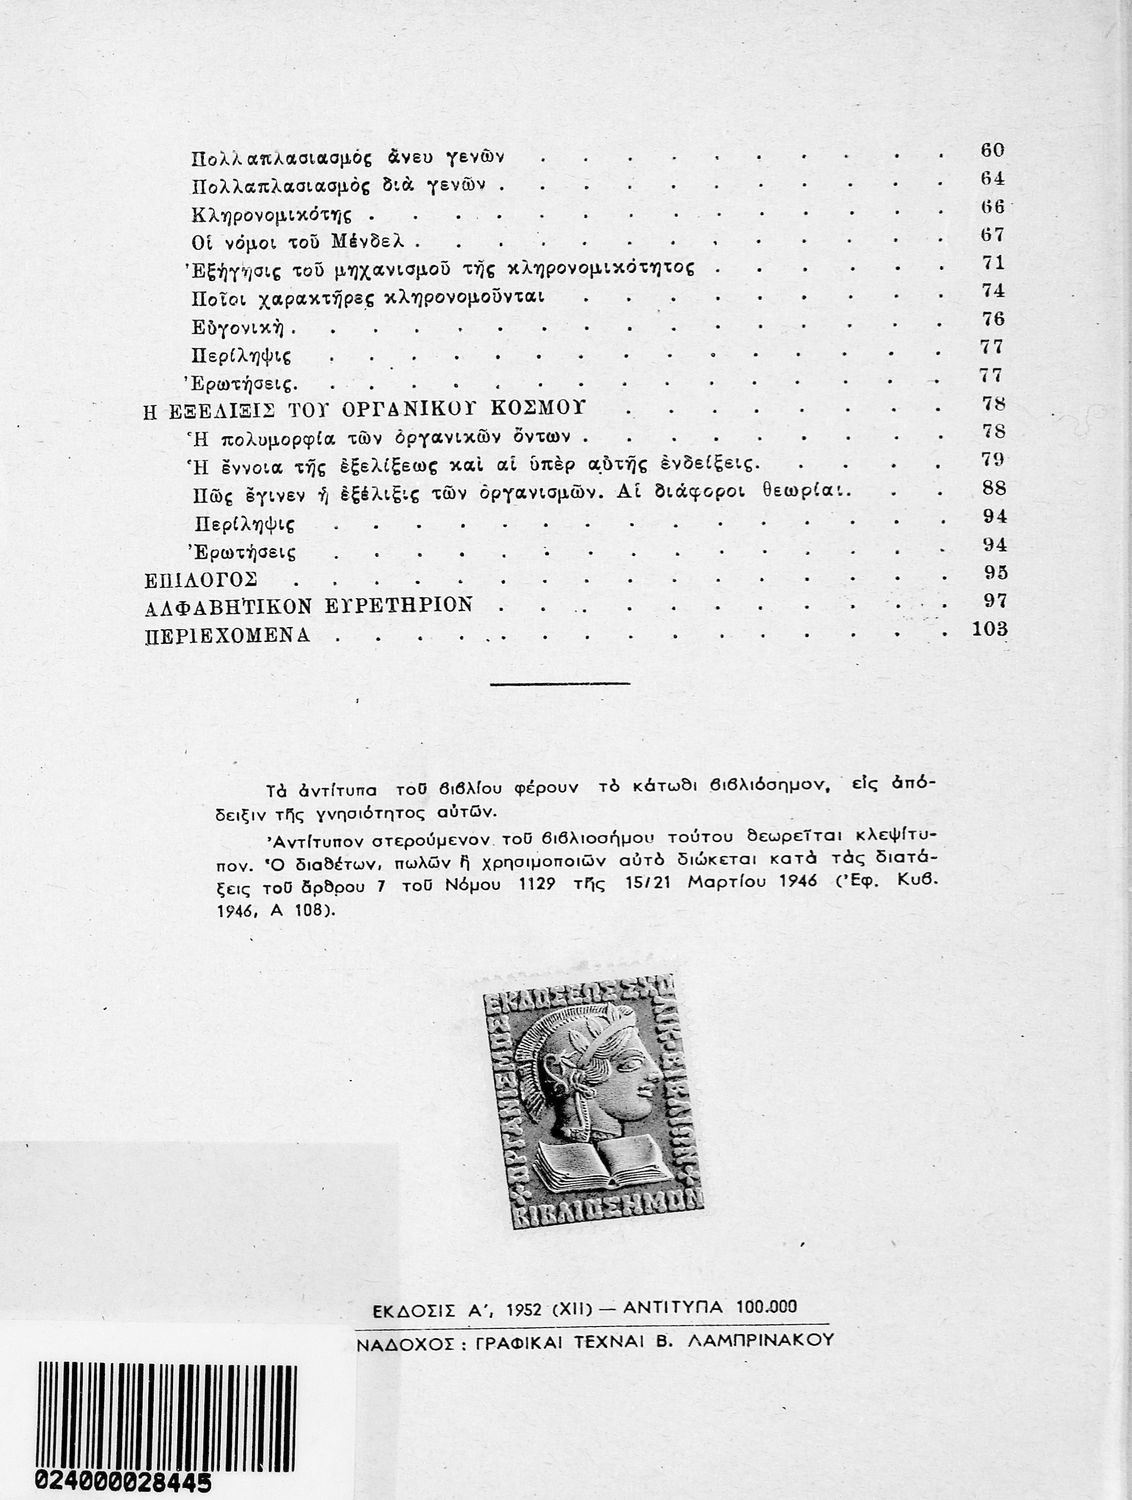 Πολλαπλασιασμὸς ἄνευ γενῶν . . . . . . . . . . 60
Πολλαπλασιασμὸς διὰ γενῶν . . . . . . . . . . . 64
Κληρονομικότης . . . . . . . . . . . . . . 66
Οἱ νόμοι τοῦ Μένδελ . . . . . . . . . . . . . 67
Ἐξήγησις τοῦ μηχανισμοῦ τῆς κληρονομικότητος . . . . . . 71
Ποῖοι χαρακτῆρες κληρονομοῦνται . . . . . . . . . 74
Εὐγονικὴ . . . . . . . . . . . . . . . . 76
Περίληψις . . . . . . . . . . . . . . . 77
Ἐρωτήσεις . . . . . . . . . . . . . . . . 77
Η ΕΞΕΛΙΞΙΣ ΤΟΥ ΟΡΓΑΝΙΚΟΥ ΚΟΣΜΟΥ . . . . . . . . 78
Ἡ πολυμορφία τῶν ὀργανικῶν ὄντων . . . . . . . . . 78
Ἡ ἔννοια τῆς ἐξελίξεως καὶ αἱ ὑπὲρ αὐτῆς ἐνδείξεις . . . . . 79
Πῶς ἔγινεν ἡ ἐξέλιξις τῶν ὀργανισμῶν. Αἱ διάφοροι θεωρίαι . . . 88
Περίληψις . . . . . . . . . . . . . . . 94
Ἐρωτήσεις . . . . . . . . . . . . . . . 94
ΕΠΙΛΟΓΟΣ . . . . . . . . . . . . . . . . 95
ΑΛΦΑΒΗΤΙΚΟΝ ΕΥΡΕΤΗΡΙΟΝ . . . . . . . . . . . 97
ΠΕΡΙΕΧΟΜΕΝΑ . . . . . . . . . . . . . . . 103
Τὰ ἀντίτυπα τοῦ βιβλίου φέρουν τὸ κάτωθι βιβλιόσημον, εἰς ἀπό-
δειξιν τῆς γνησιότητος αὐτῶν.
Ἀντίτυπον στερούμενον τοῦ βιβλιοσήμου τούτου θεωρεῖται κλεψίτυ-
πον. Ὁ διαθέτων, πωλῶν ἢ χρησιμοποιῶν αὐτὸ διώκεται κατὰ τὰς διατά-
ξεις τοῦ ἄρθρου 7 τοῦ Νόμου 1129 τῆς 15/21 Μαρτίου 1946 (Ἐφ. Κυβ.
1946, Α 108).
ΟΡΓΑΝΙΣΜΟΣ ΕΚΔΟΣΕΩΣ ΣΧΟΛΙΚ. ΒΙΒΛΙΩΝ
ΒΙΒΛΙΟΣΗΜΟΝ
ΕΚΔΟΣΙΣ Α΄, 1952 (XII) — ΑΝΤΙΤΥΠΑ 100.000
ΝΑΔΟΧΟΣ : ΓΡΑΦΙΚΑΙ ΤΕΧΝΑΙ Β. ΛΑΜΠΡΙΝΑΚΟΥ
024000028445